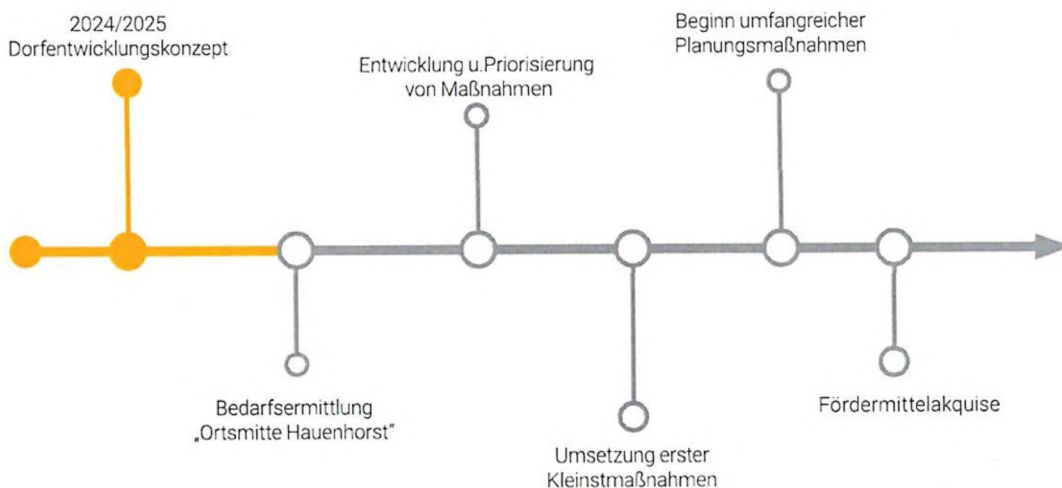 2024/2025
Dorfentwicklungskonzept
Bedarfsermittlung
„Ortsmitte Hauenhorst"
Entwicklung u.Priorisierung
von Maßnahmen
Umsetzung erster
Kleinstmaßnahmen
Beginn umfangreicher
Planungsmaßnahmen
Fördermittelakquise